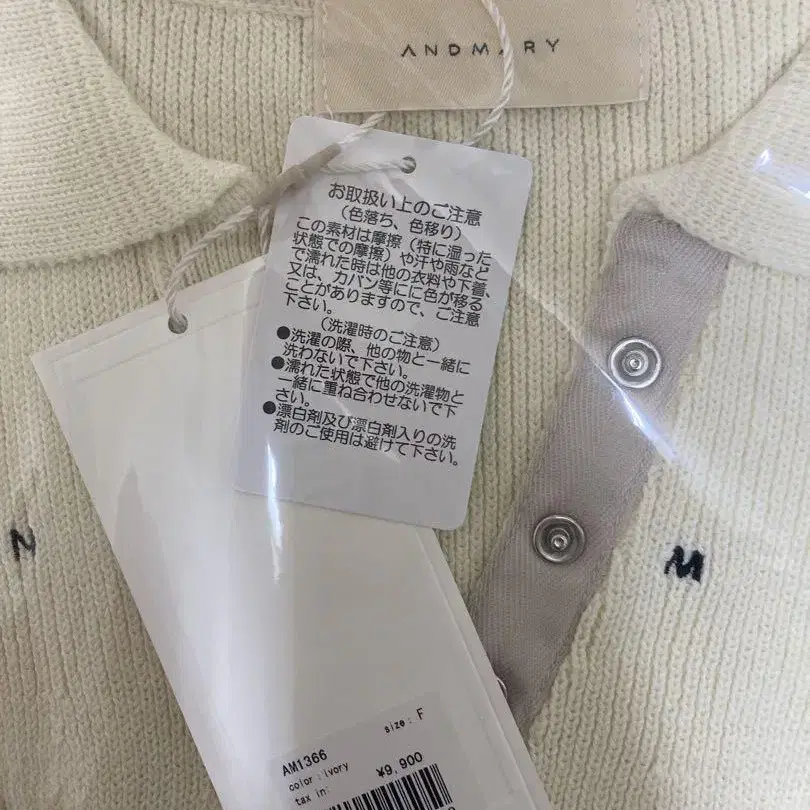 ANDMARY
お取扱い上のご注意
（色落ち、色移り）
この素材は摩擦（特に湿った
状態での摩擦）や汗や雨など
で濡れた時は他の衣料や下着、
又は、カバン等にに色が移る
ことがありますので、ご注意
下さい。
（洗濯時のご注意）
●洗濯の際、他の物と一緒に
洗わないで下さい。
●濡れた状態で他の洗濯物と
一緒に重ね合わせないで下
さい。
●漂白剤及び漂白剤入りの洗
剤のご使用は避けて下さい。
N
M
size: F
AM1366
color:ivory
¥9,900
tax in: